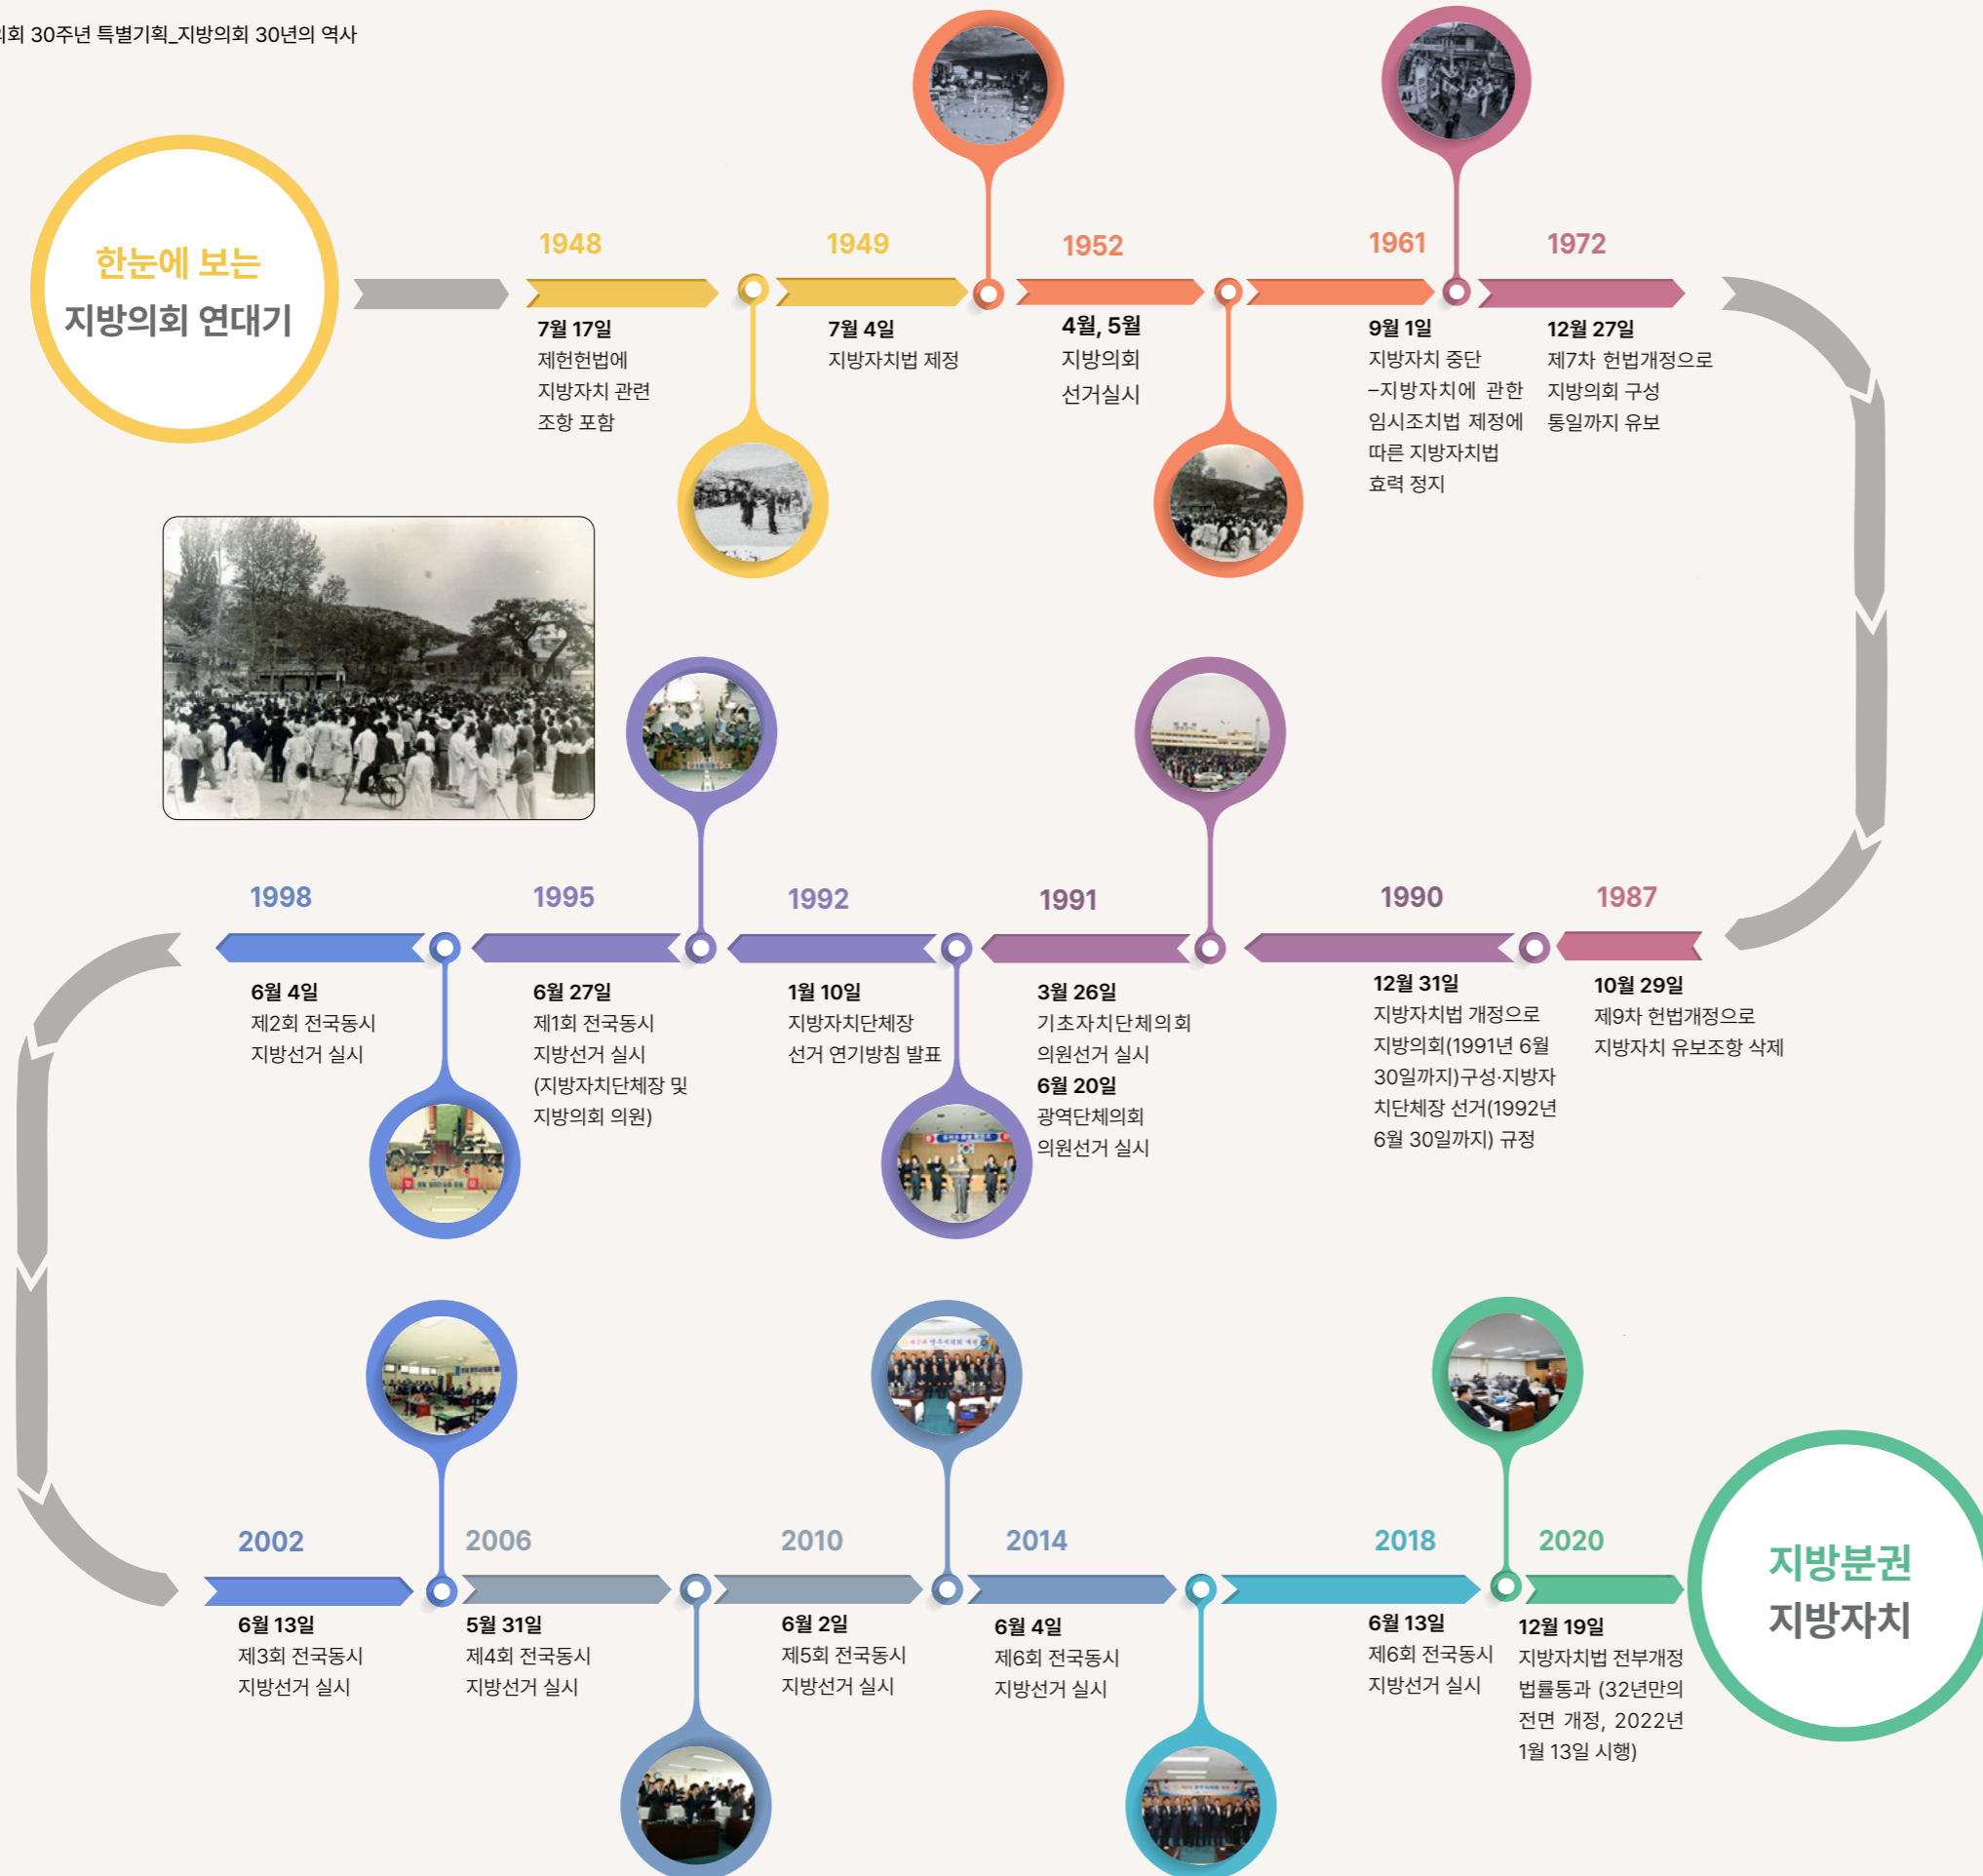 의회 30주년 특별기획_지방의회 30년의 역사
한눈에 보는
지방의회 연대기
1948
7월 17일
제헌헌법에
지방자치 관련
조항 포함
1949
7월 4일
지방자치법 제정
1952
4월, 5월
지방의회
선거실시
1961
9월 1일
지방자치 중단
–지방자치에 관한
임시조치법 제정에
따른 지방자치법
효력 정지
1972
12월 27일
제7차 헌법개정으로
지방의회 구성
통일까지 유보
1987
10월 29일
제9차 헌법개정으로
지방자치 유보조항 삭제
1990
12월 31일
지방자치법 개정으로
지방의회(1991년 6월
30일까지)구성·지방자
치단체장 선거(1992년
6월 30일까지) 규정
1991
3월 26일
기초자치단체의회
의원선거 실시
6월 20일
광역단체의회
의원선거 실시
1992
1월 10일
지방자치단체장
선거 연기방침 발표
1995
6월 27일
제1회 전국동시
지방선거 실시
(지방자치단체장 및
지방의회 의원)
1998
6월 4일
제2회 전국동시
지방선거 실시
2002
6월 13일
제3회 전국동시
지방선거 실시
2006
5월 31일
제4회 전국동시
지방선거 실시
2010
6월 2일
제5회 전국동시
지방선거 실시
2014
6월 4일
제6회 전국동시
지방선거 실시
2018
6월 13일
제6회 전국동시
지방선거 실시
2020
12월 19일
지방자치법 전부개정
법률통과 (32년만의
전면 개정, 2022년
1월 13일 시행)
지방분권
지방자치